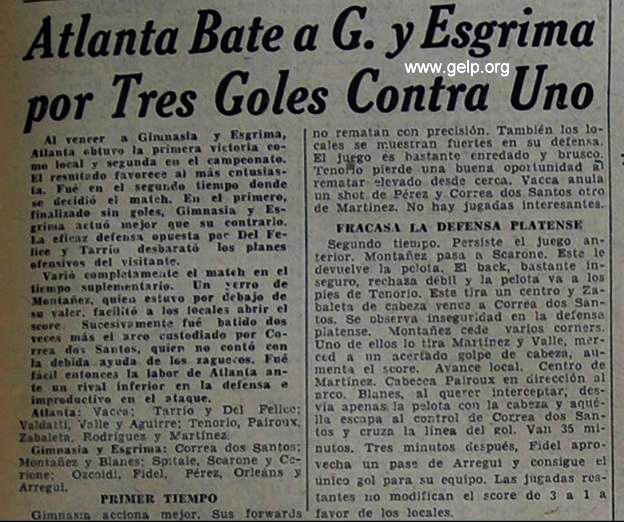 Atlanta Bate a G. y Esgrima
www.gelp.org
por Tres Goles Contra Uno
Al vencer a Gimnasia y Esgrima,
Atlanta obtuvo la primera victoria co-
mo local y segunda en el campeonato.
El resultado favorece al más entusias-
ta. Fué en el segundo tiempo donde
se decidió el match. En el primero,
finalizado sin goles, Gimnasia y Es-
grima actuó mejor que su contrario.
La eficaz defensa opuesta por Del Fe-
lice y Tarrío desbarató los planes
ofensivos del visitante.
Varió completamente el match en el
tiempo suplementario. Un yerro de
Montañez, quien estuvo por debajo de
su valer, facilitó a los locales abrir el
score. Sucesivamente fué batido dos
veces más el arco custodiado por Co-
rrea dos Santos, quien no contó con
la debida ayuda de los zagueros. Fué
fácil entonces la labor de Atlanta an-
te un rival inferior en la defensa e
improductivo en el ataque.
Atlanta: Vacca; Tarrío y Del Felice;
Valdatti, Valle y Aguirre; Tenorio, Pairoux,
Zabaleta, Rodríguez y Martínez.
Gimnasia y Esgrima: Correa dos Santos;
Montañez y Blanes; Spitale, Scarone y Ce-
rione; Ozcoidi, Fidel, Pérez, Orleáns y
Arregui.
PRIMER TIEMPO
Gimnasia acciona mejor. Sus forwards
no rematan con precisión. También los lo-
cales se muestran fuertes en su defensa.
El juego es bastante enredado y brusco.
Tenorio pierde una buena oportunidad al
rematar elevado desde cerca. Vacca anula
un shot de Pérez y Correa dos Santos otro
de Martínez. No hay jugadas interesantes.
FRACASA LA DEFENSA PLATENSE
Segundo tiempo. Persiste el juego an-
terior. Montañez pasa a Scarone. Este le
devuelve la pelota. El back, bastante in-
seguro, rechaza débil y la pelota va a los
pies de Tenorio. Este tira un centro y Za-
baleta de cabeza vence a Correa dos San-
tos. Se observa inseguridad en la defensa
platense. Montañez cede varios corners.
Uno de ellos lo tira Martínez y Valle, mer-
ced a un acertado golpe de cabeza, au-
menta el score. Avance local. Centro de
Martínez. Cabecea Pairoux en dirección al
arco. Blanes, al querer interceptar, des-
vía apenas la pelota con la cabeza y aqué-
lla escapa al control de Correa dos San-
tos y cruza la línea del gol. Van 35 mi-
nutos. Tres minutos después, Fidel apro-
vecha un pase de Arregui y consigue el
único gol para su equipo. Las jugadas res-
tantes no modifican el score de 3 a 1 a
favor de los locales.